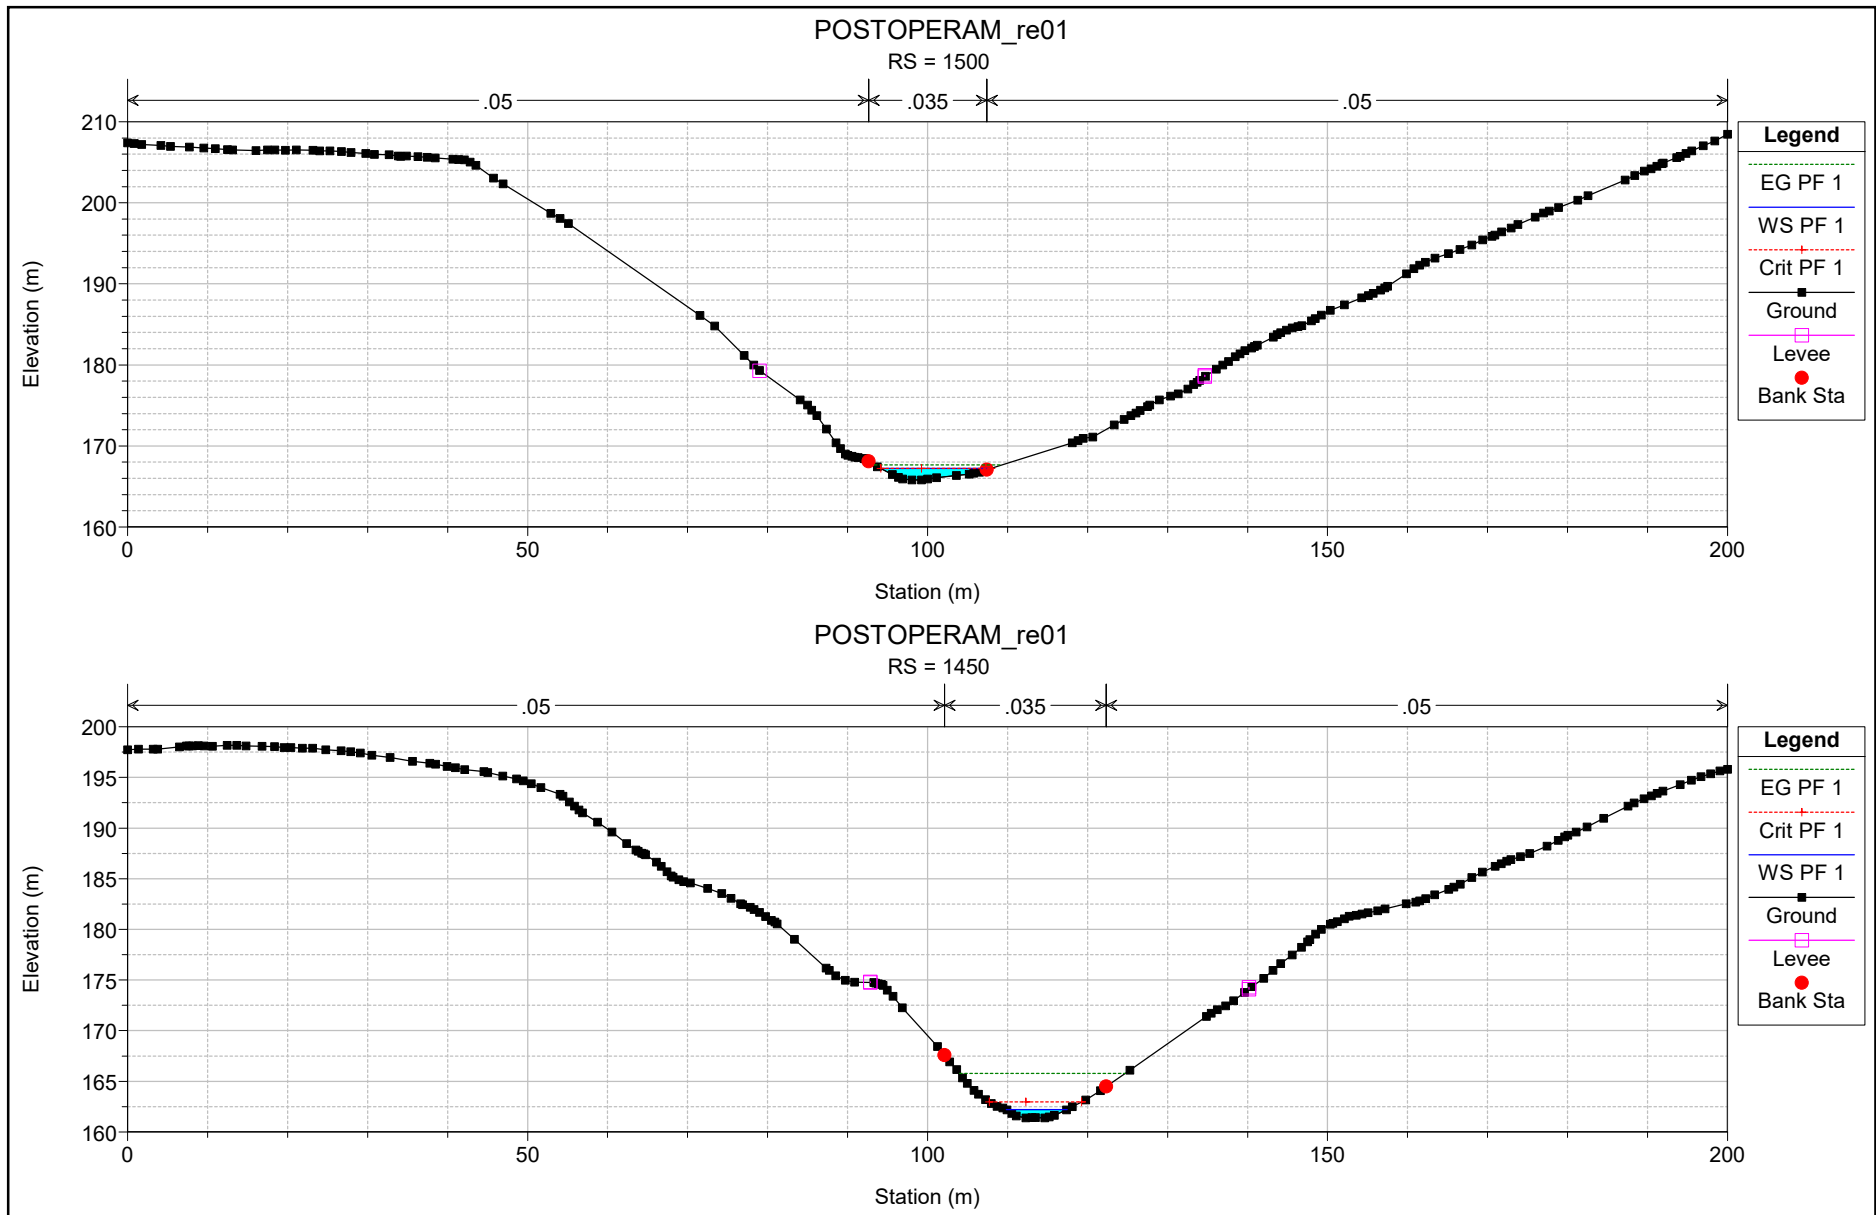 POSTOPERAM_re01
RS = 1500
.05
.035
.05
210
200
190
180
170
160
Elevation (m)
0
50
100
150
200
Station (m)
Legend
EG PF 1
WS PF 1
Crit PF 1
Ground
Levee
Bank Sta
POSTOPERAM_re01
RS = 1450
.05
.035
.05
200
195
190
185
180
175
170
165
160
Elevation (m)
0
50
100
150
200
Station (m)
Legend
EG PF 1
Crit PF 1
WS PF 1
Ground
Levee
Bank Sta